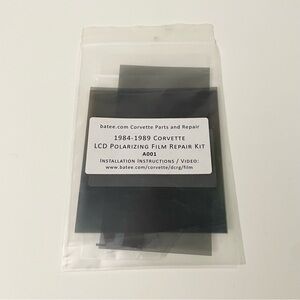 batee.com Corvette Parts and Repair
1984-1989 Corvette
LCD Polarizing Film Repair Kit
A001
Installation Instructions / Video:
www.batee.com/corvette/dcrg/film